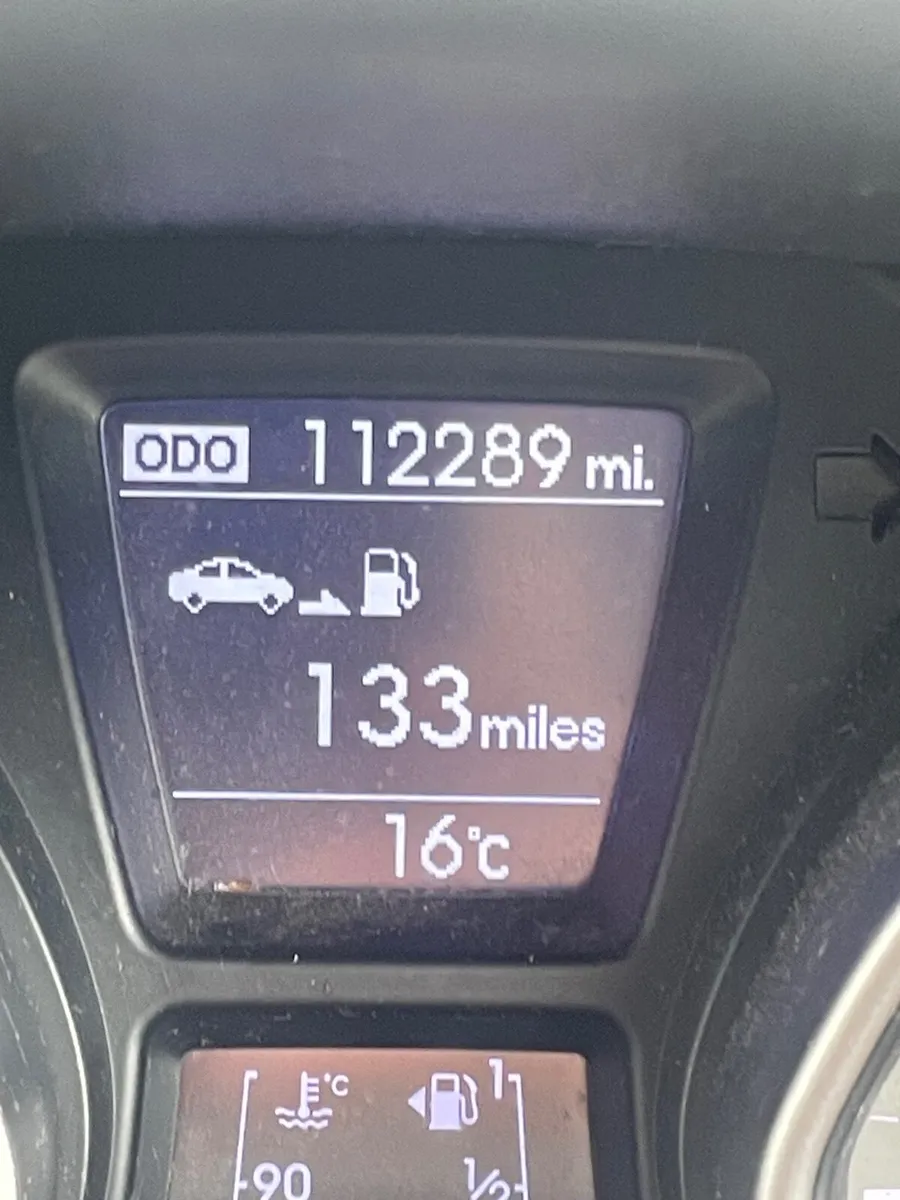 ODO 112289 mi.
133 miles
16°C
°C 1
90 1/2